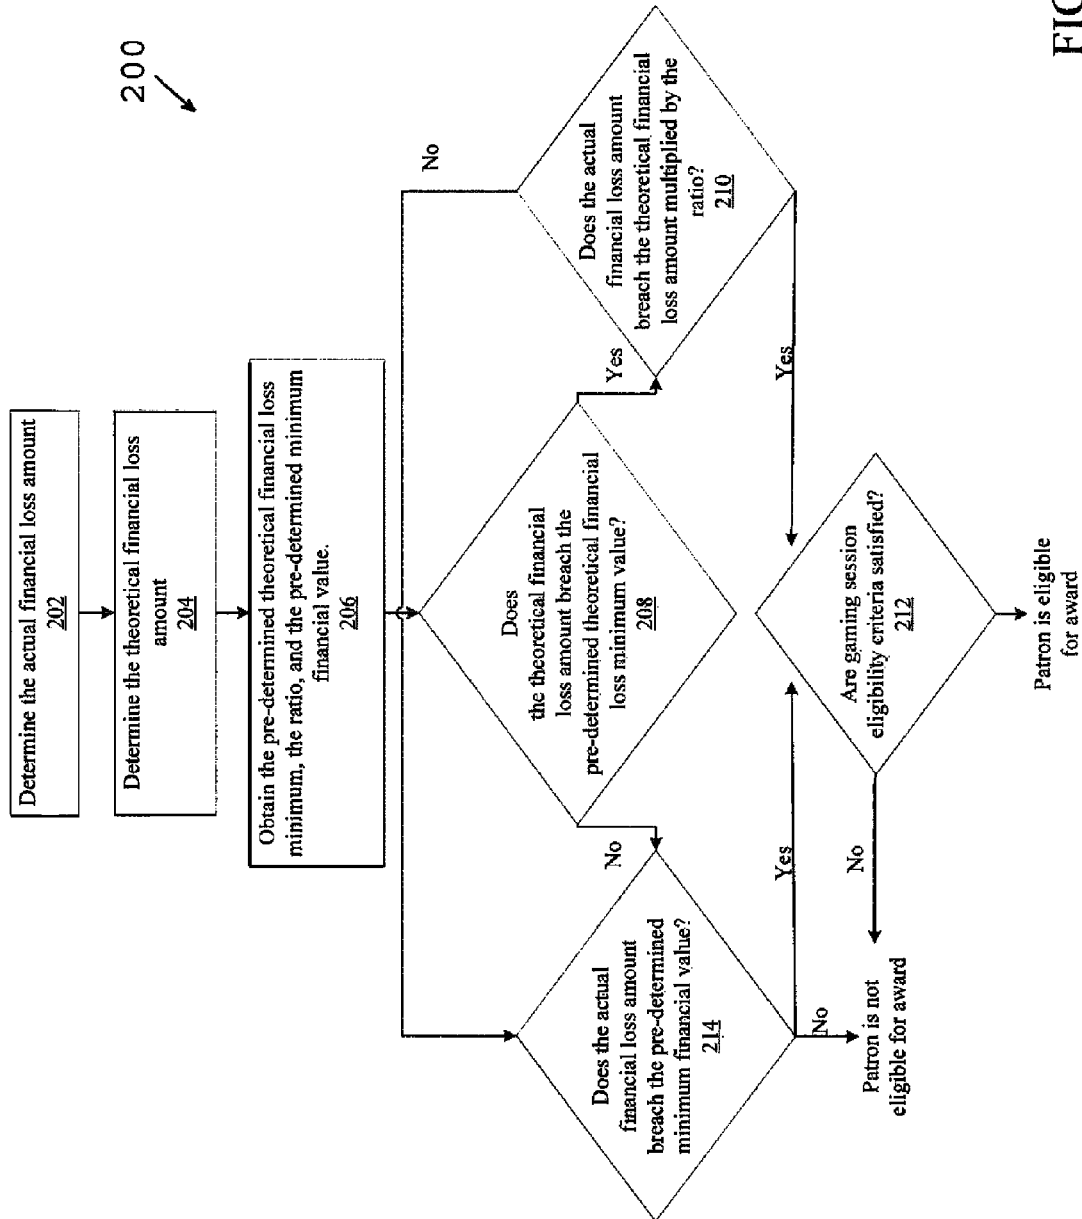 200
Determine the actual financial loss amount
202
Determine the theoretical financial loss
amount
204
Obtain the pre-determined theoretical financial loss
minimum, the ratio, and the pre-determined minimum
financial value.
206
Does
the theoretical financial
loss amount breach the
pre-determined theoretical financial
loss minimum value?
208
Yes
No
Does the actual
financial loss amount
breach the theoretical financial
loss amount multiplied by the
ratio?
210
No
Yes
Does the actual
financial loss amount
breach the pre-determined
minimum financial value?
214
Yes
No
Are gaming session
eligibility criteria satisfied?
212
No
Patron is not
eligible for award
Patron is eligible
for award